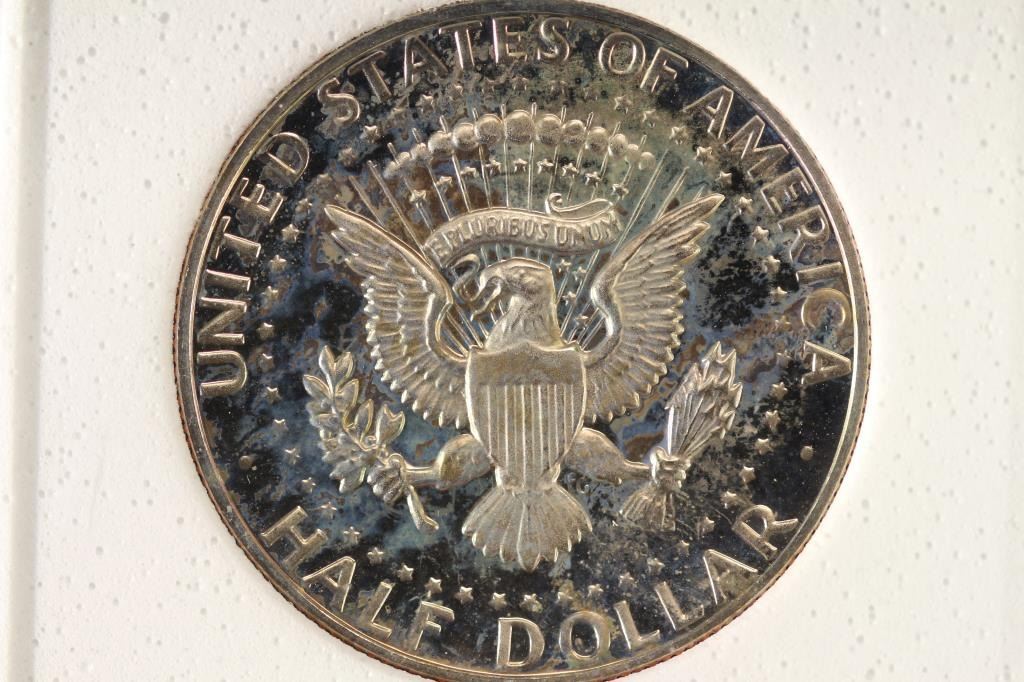 UNITED STATES OF AMERICA
E PLURIBUS UNUM
HALF DOLLAR